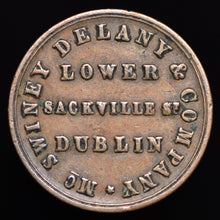 Mc SWINEY DELANY & COMPANY
LOWER
SACKVILLE St
DUBLIN